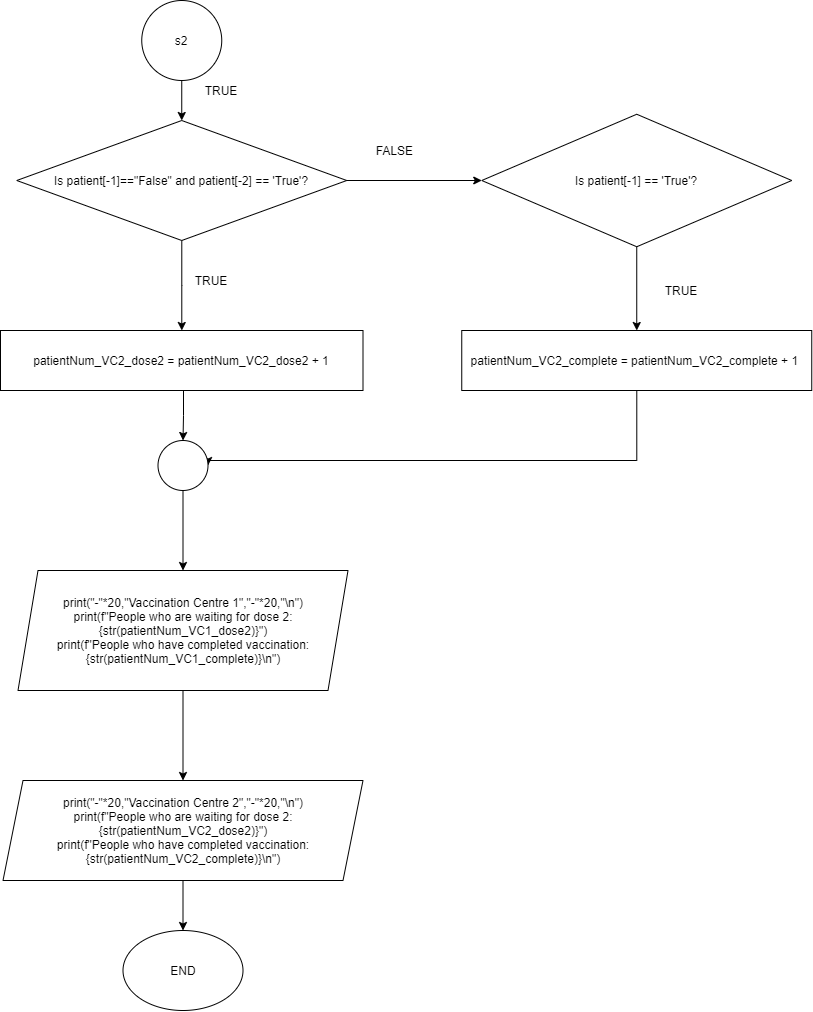 s2
TRUE
FALSE
Is patient[-1]=="False" and patient[-2] == 'True'?
Is patient[-1] == 'True'?
TRUE
TRUE
patientNum_VC2_dose2 = patientNum_VC2_dose2 + 1
patientNum_VC2_complete = patientNum_VC2_complete + 1
print("-"*20,"Vaccination Centre 1","-"*20,"\n")
print(f"People who are waiting for dose 2:
{str(patientNum_VC1_dose2)}")
print(f"People who have completed vaccination:
{str(patientNum_VC1_complete)}\n")
print("-"*20,"Vaccination Centre 2","-"*20,"\n")
print(f"People who are waiting for dose 2:
{str(patientNum_VC2_dose2)}")
print(f"People who have completed vaccination:
{str(patientNum_VC2_complete)}\n")
END